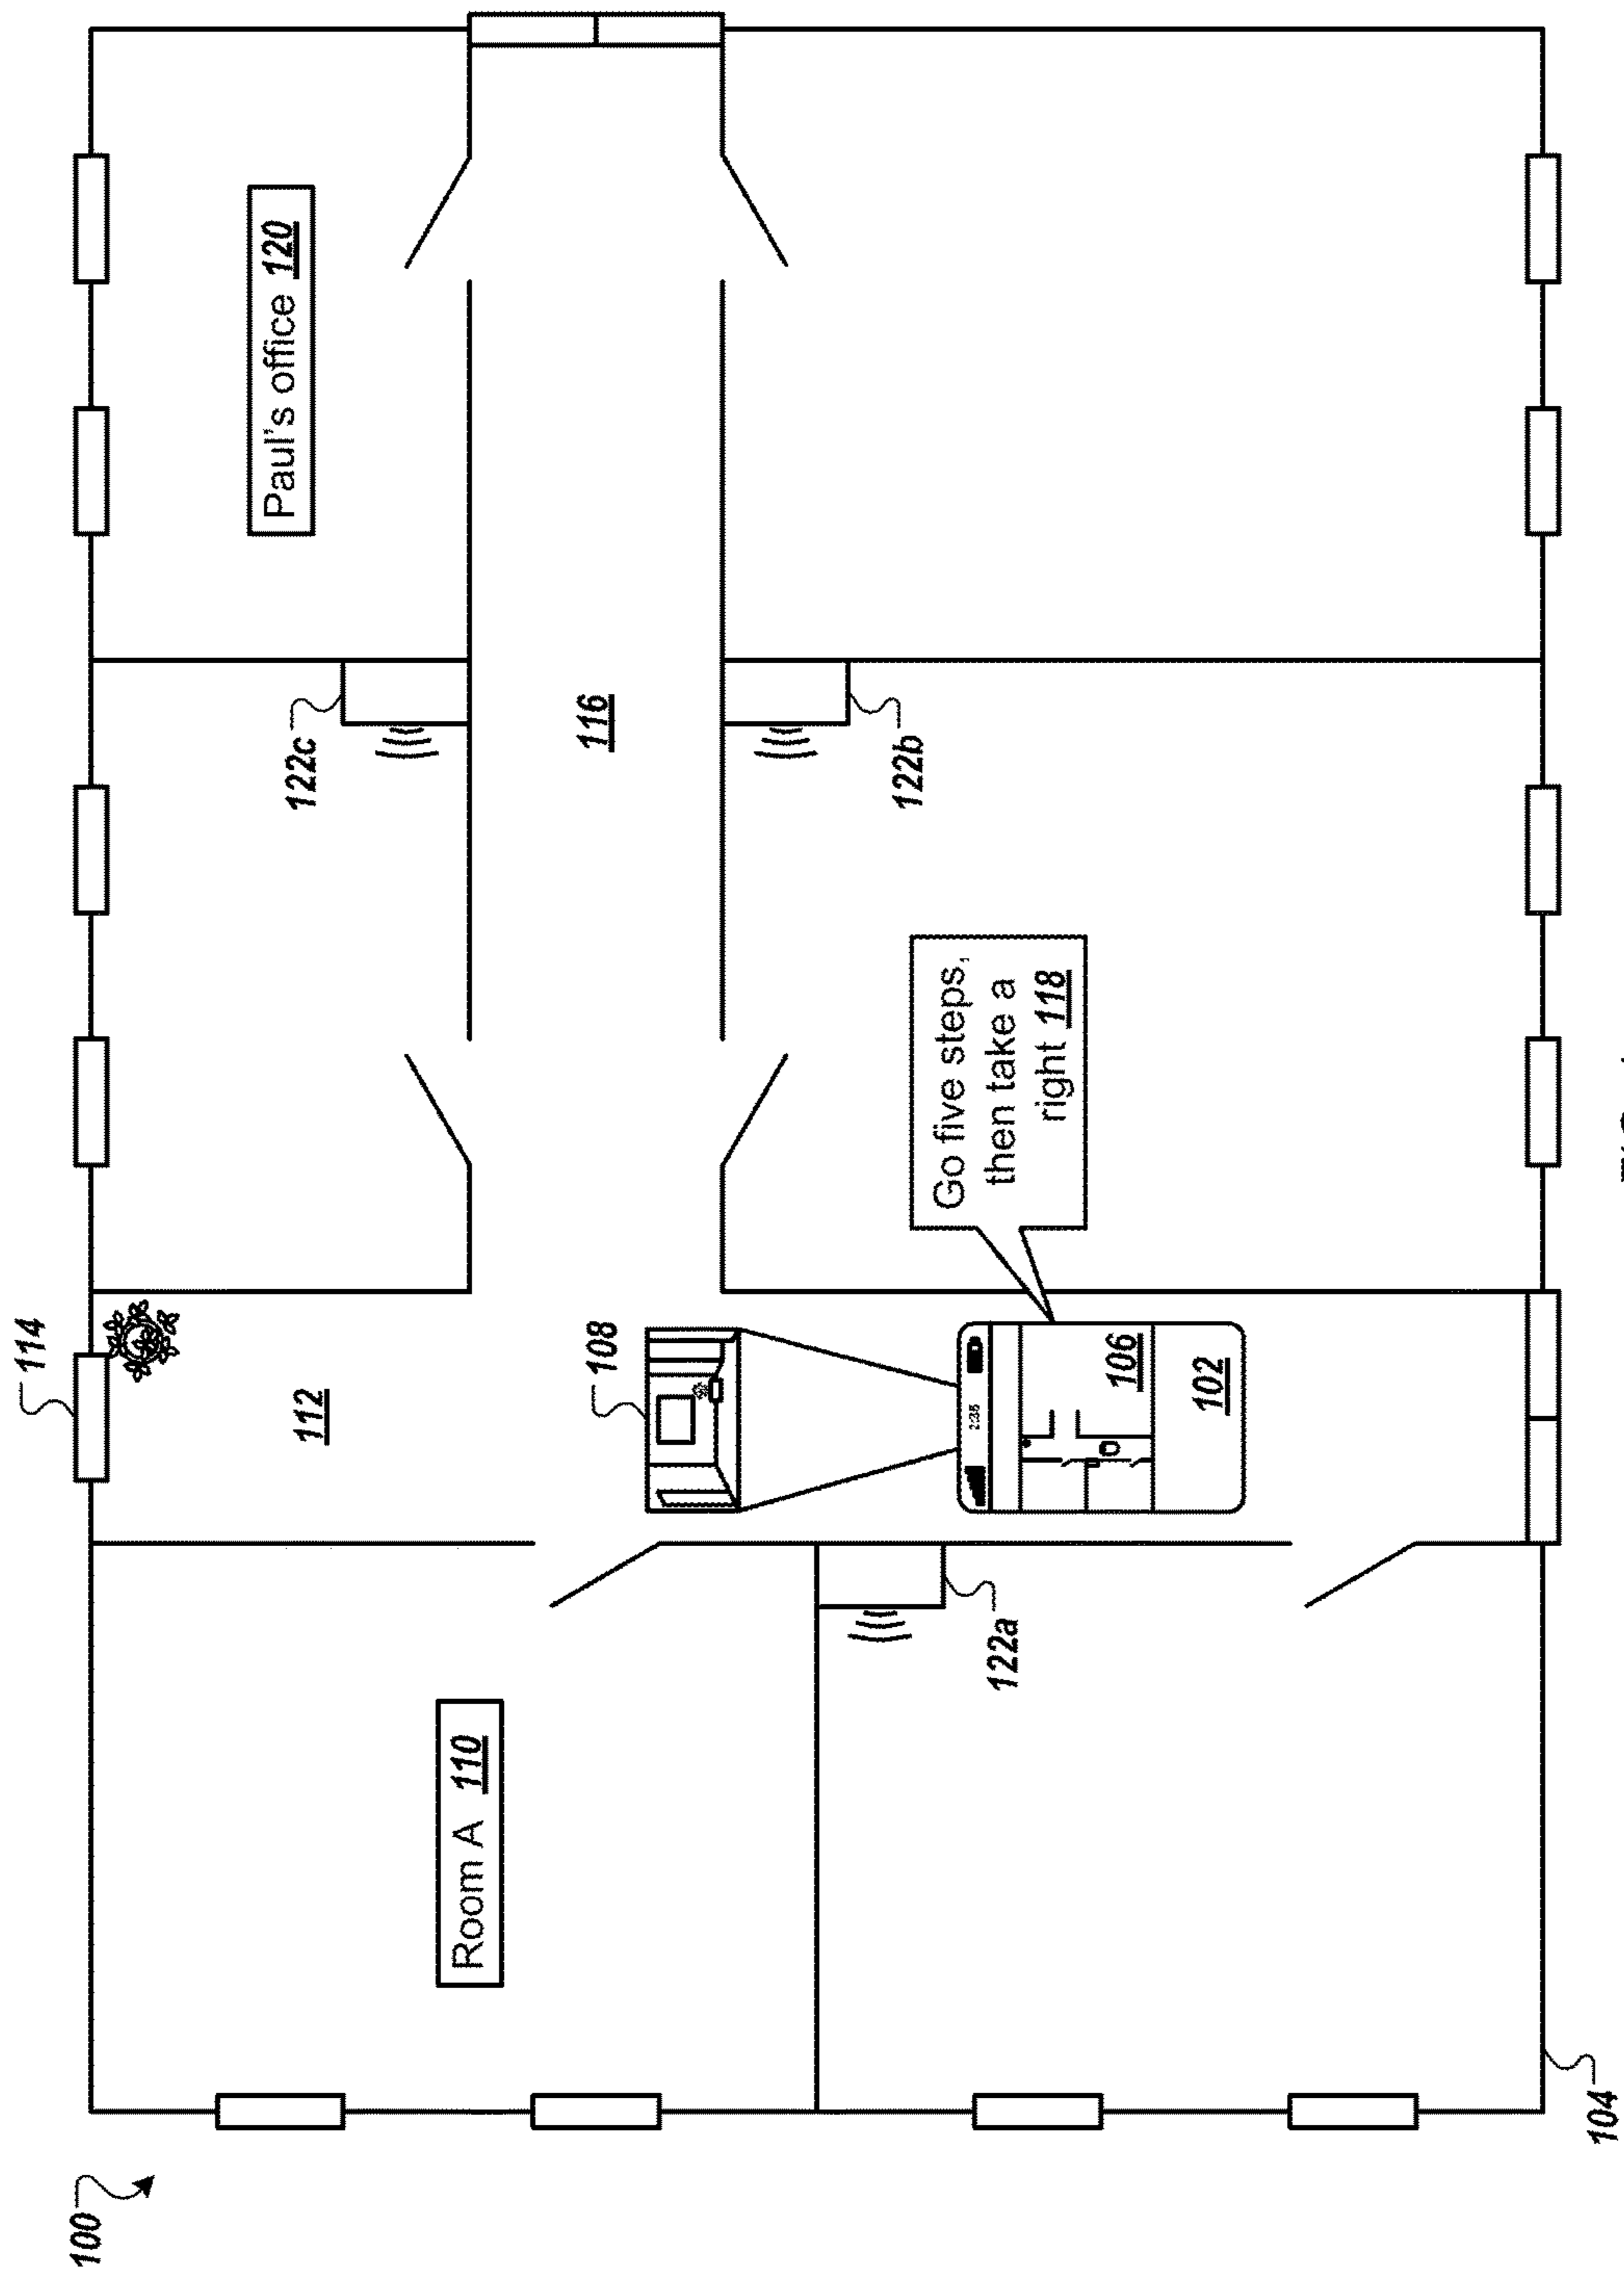 100
114
Room A 110
112
108
122c
Paul's office 120
116
122b
122a
2:35
106
102
Go five steps,
then take a
right 118
104